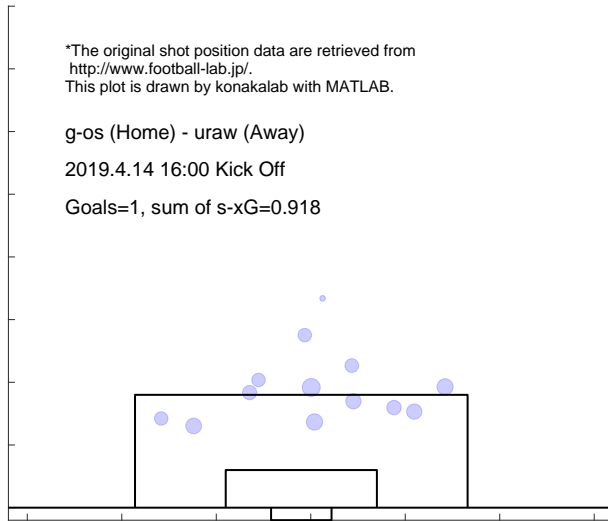 *The original shot position data are retrieved from
http://www.football-lab.jp/.
This plot is drawn by konakalab with MATLAB.
g-os (Home) - uraw (Away)
2019.4.14 16:00 Kick Off
Goals=1, sum of s-xG=0.918